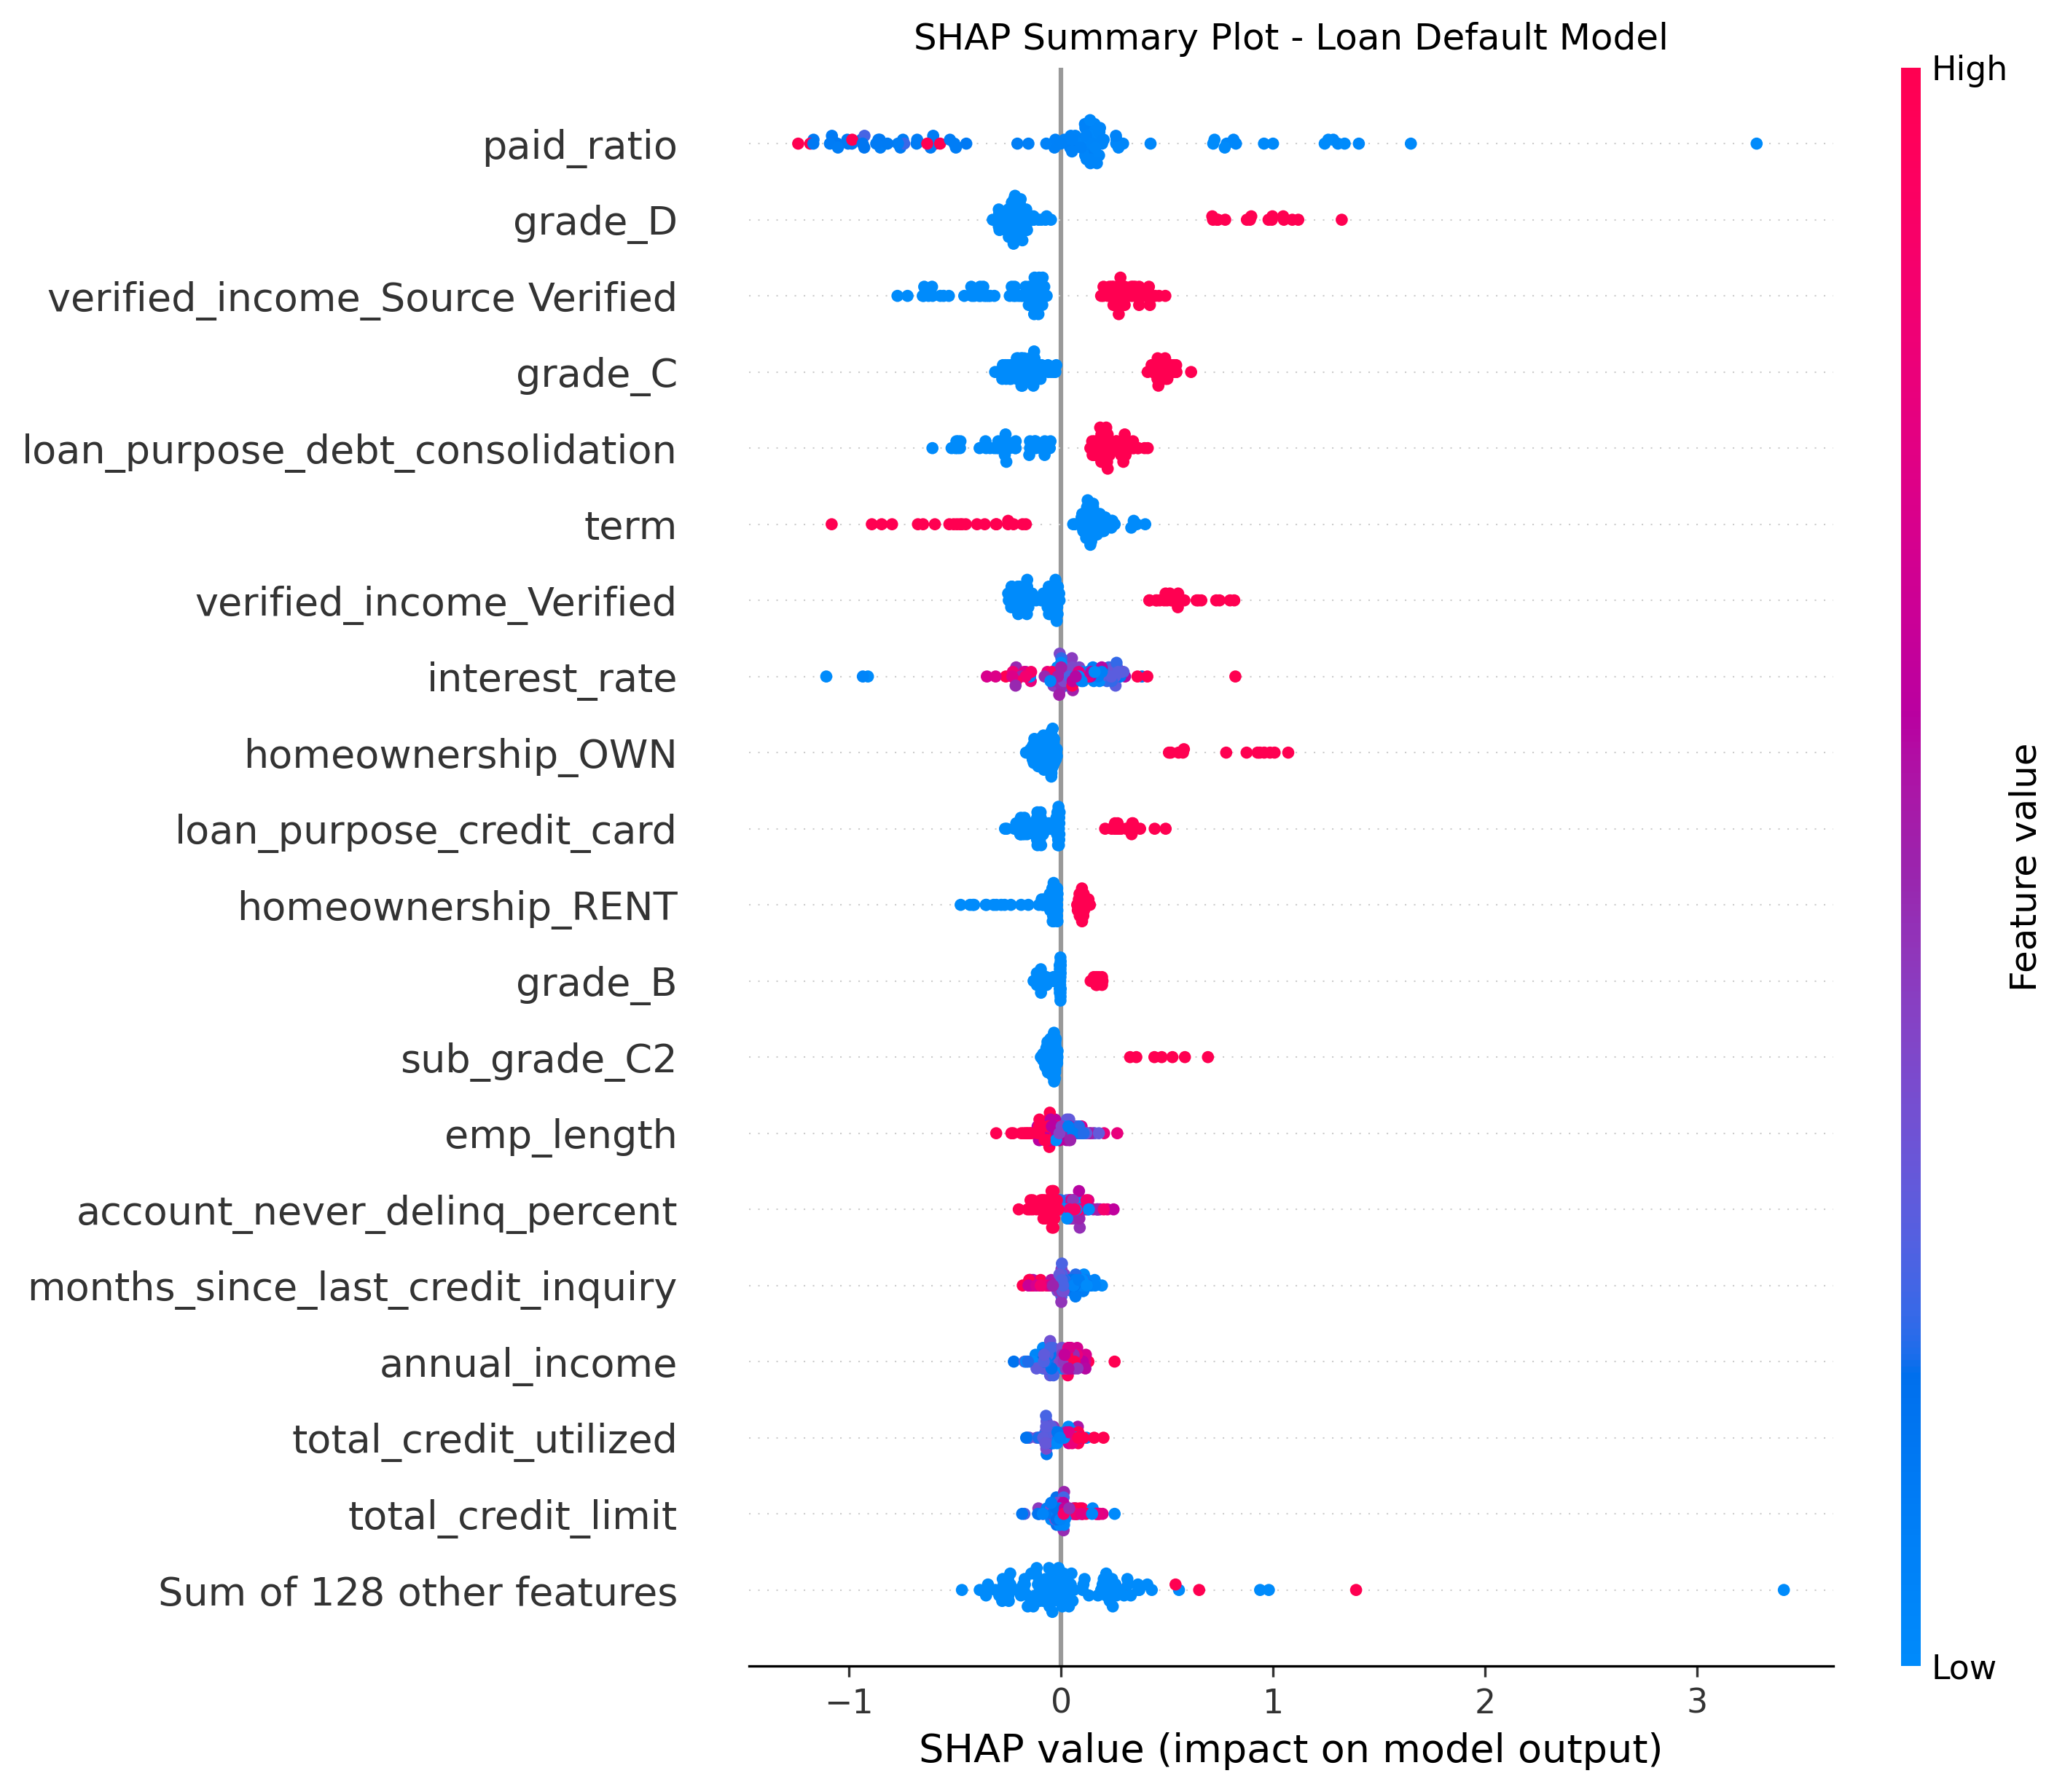 SHAP Summary Plot - Loan Default Model
High
paid_ratio
grade_D
verified_income_Source Verified
grade_C
loan_purpose_debt_consolidation
term
verified_income_Verified
interest_rate
homeownership_OWN
loan_purpose_credit_card
homeownership_RENT
grade_B
sub_grade_C2
emp_length
account_never_delinq_percent
months_since_last_credit_inquiry
annual_income
total_credit_utilized
total_credit_limit
Sum of 128 other features
Feature value
Low
−1 0 1 2 3
SHAP value (impact on model output)